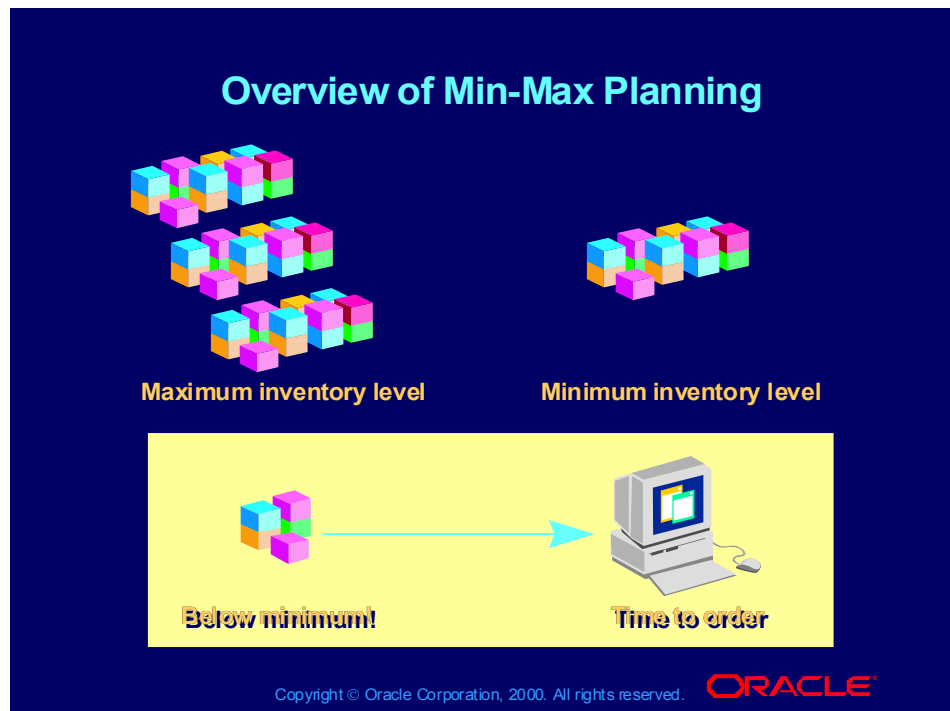 Overview of Min-Max Planning
Maximum inventory level
Minimum inventory level
Below minimum!
Time to order
Copyright © Oracle Corporation, 2000. All rights reserved.
ORACLE®